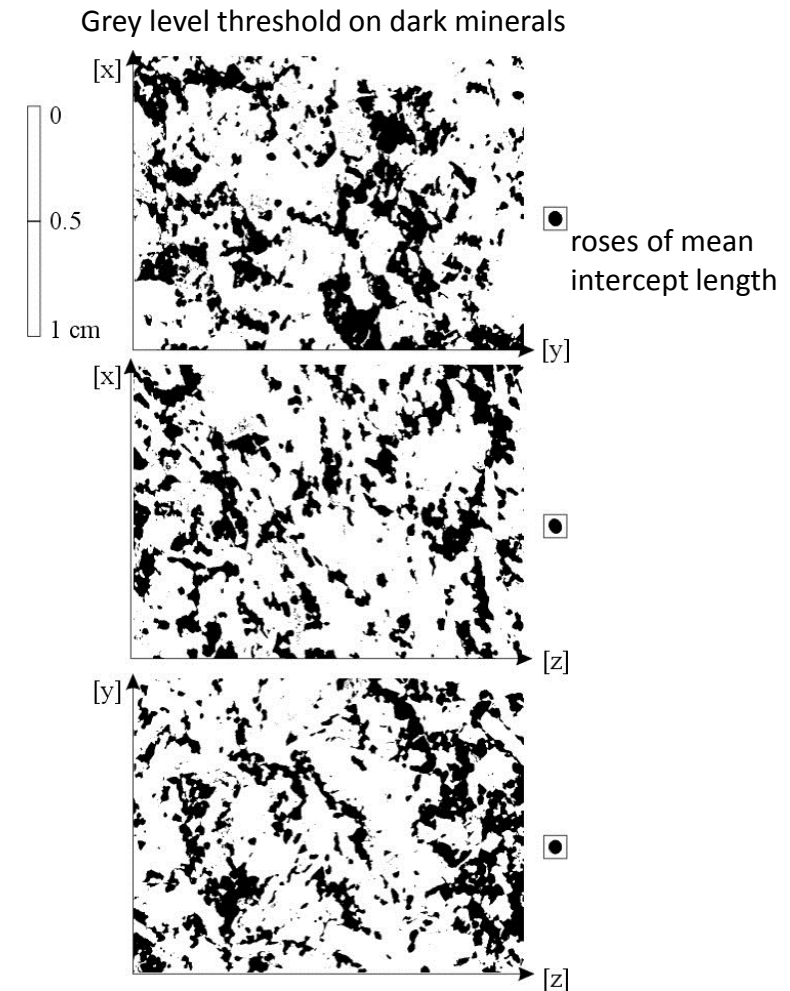 Grey level threshold on dark minerals
[x]
0
0.5
1 cm
[y]
roses of mean
intercept length
[x]
[z]
[y]
[z]